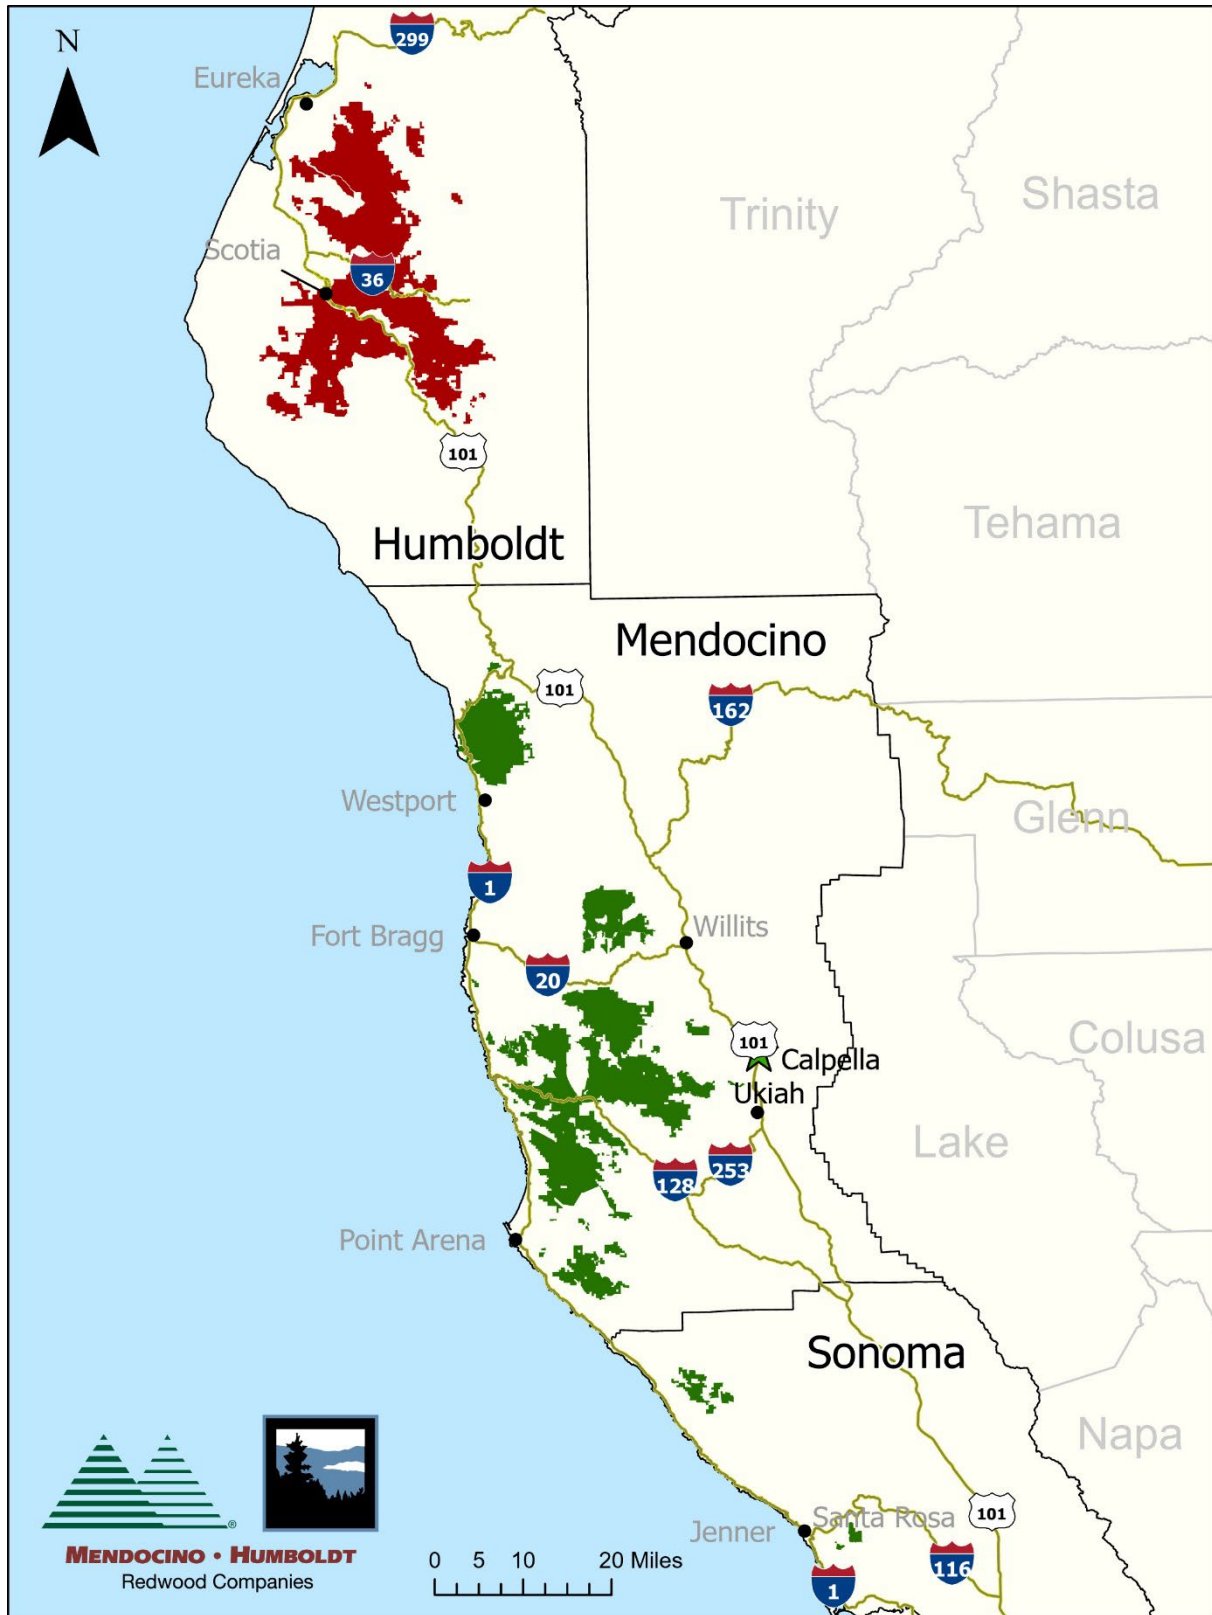 N
299
Eureka
Trinity
Shasta
Scotia
36
101
Tehama
Humboldt
Mendocino
101
162
Westport
Glenn
1
Fort Bragg
Willits
20
Colusa
101
Calpella
Ukiah
Lake
253
128
Point Arena
Sonoma
Napa
Santa Rosa
101
Jenner
116
1
®
MENDOCINO • HUMBOLDT
Redwood Companies
0 5 10 20 Miles